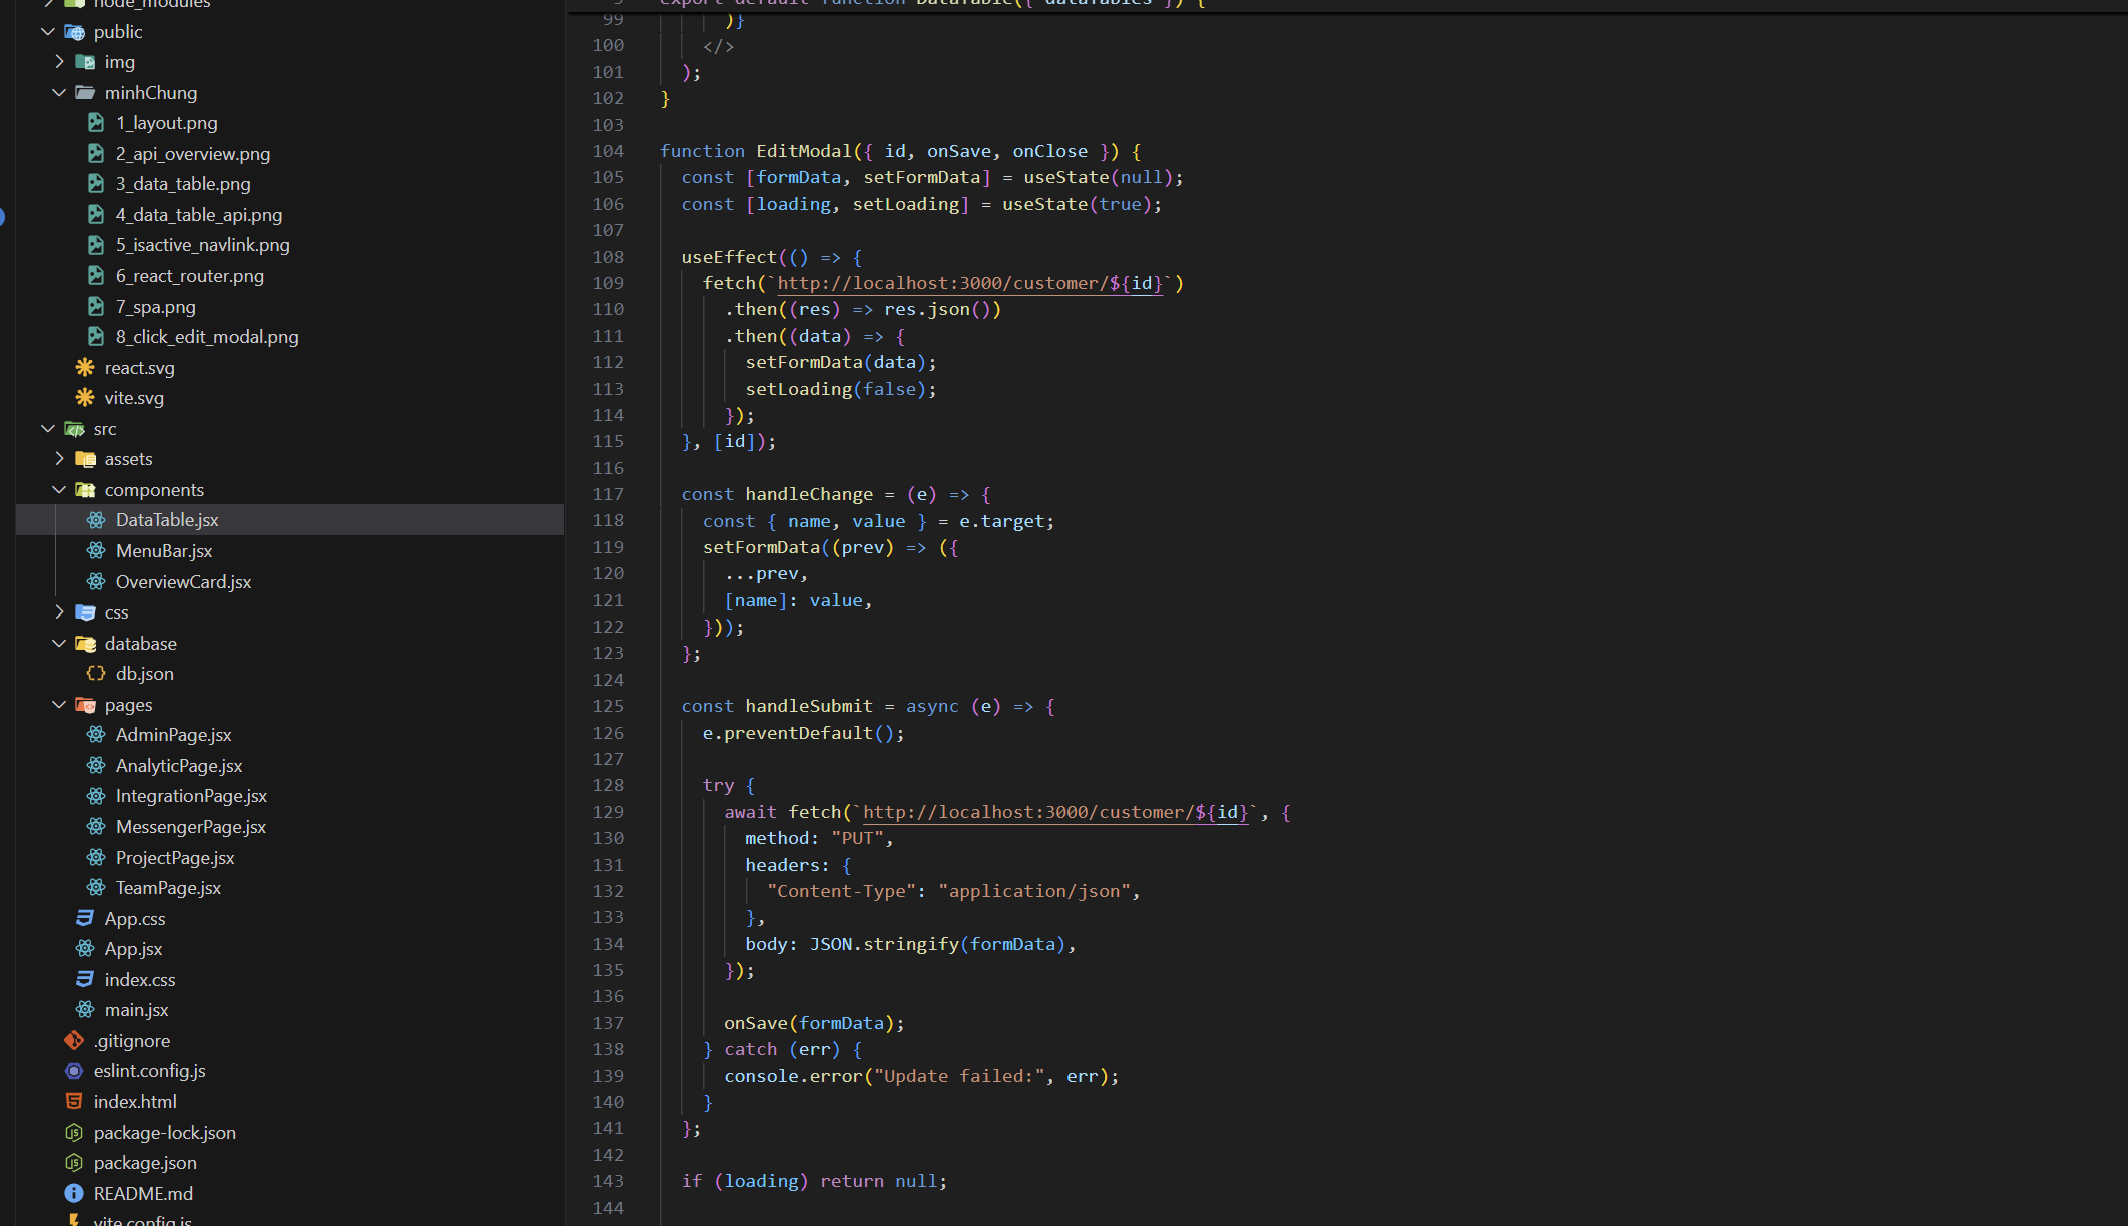 node_modules
public
img
minhChung
1_layout.png
2_api_overview.png
3_data_table.png
4_data_table_api.png
5_isactive_navlink.png
6_react_router.png
7_spa.png
8_click_edit_modal.png
react.svg
vite.svg
src
assets
components
DataTable.jsx
MenuBar.jsx
OverviewCard.jsx
css
database
db.json
pages
AdminPage.jsx
AnalyticPage.jsx
IntegrationPage.jsx
MessengerPage.jsx
ProjectPage.jsx
TeamPage.jsx
App.css
App.jsx
index.css
main.jsx
.gitignore
eslint.config.js
index.html
package-lock.json
package.json
README.md
vite.config.js
export default function DataTable({ dataTables }) {
99 )}
100 </>
101 );
102 }
103
104 function EditModal({ id, onSave, onClose }) {
105 const [formData, setFormData] = useState(null);
106 const [loading, setLoading] = useState(true);
107
108 useEffect(() => {
109 fetch(`http://localhost:3000/customer/${id}`)
110 .then((res) => res.json())
111 .then((data) => {
112 setFormData(data);
113 setLoading(false);
114 });
115 }, [id]);
116
117 const handleChange = (e) => {
118 const { name, value } = e.target;
119 setFormData((prev) => ({
120 ...prev,
121 [name]: value,
122 }));
123 };
124
125 const handleSubmit = async (e) => {
126 e.preventDefault();
127
128 try {
129 await fetch(`http://localhost:3000/customer/${id}`, {
130 method: "PUT",
131 headers: {
132 "Content-Type": "application/json",
133 },
134 body: JSON.stringify(formData),
135 });
136
137 onSave(formData);
138 } catch (err) {
139 console.error("Update failed:", err);
140 }
141 };
142
143 if (loading) return null;
144